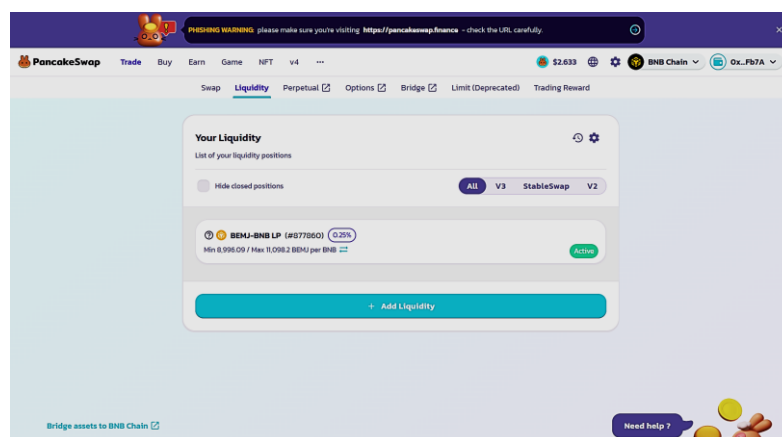 PHISHING WARNING: please make sure you're visiting https://pancakeswap.finance - check the URL carefully.
PancakeSwap Trade Buy Earn Game NFT v4 ... $2.633 BNB Chain 0x..Fb7A
Swap Liquidity Perpetual Options Bridge Limit (Deprecated) Trading Reward
Your Liquidity
List of your liquidity positions
Hide closed positions All V3 StableSwap V2
BEMJ-BNB LP (#877860) 0.25%
Min 8,996.09 / Max 11,098.2 BEMJ per BNB
Active
+ Add Liquidity
Bridge assets to BNB Chain
Need help ?